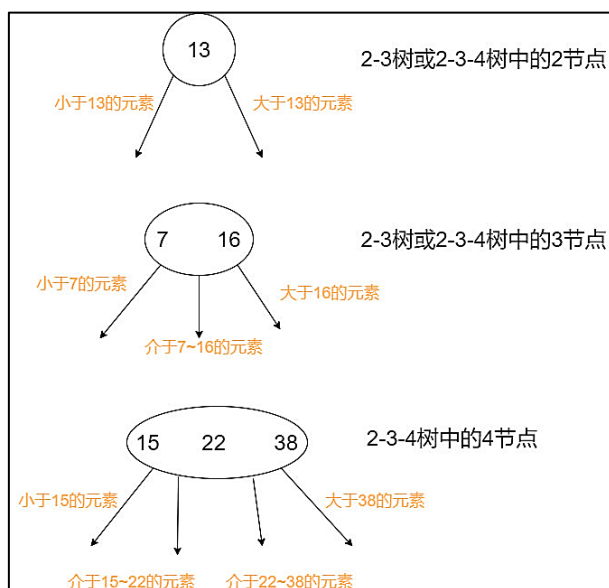 13
2-3树或2-3-4树中的2节点
小于13的元素
大于13的元素
7 16
2-3树或2-3-4树中的3节点
小于7的元素
大于16的元素
介于7~16的元素
15 22 38
2-3-4树中的4节点
小于15的元素
大于38的元素
介于15~22的元素
介于22~38的元素